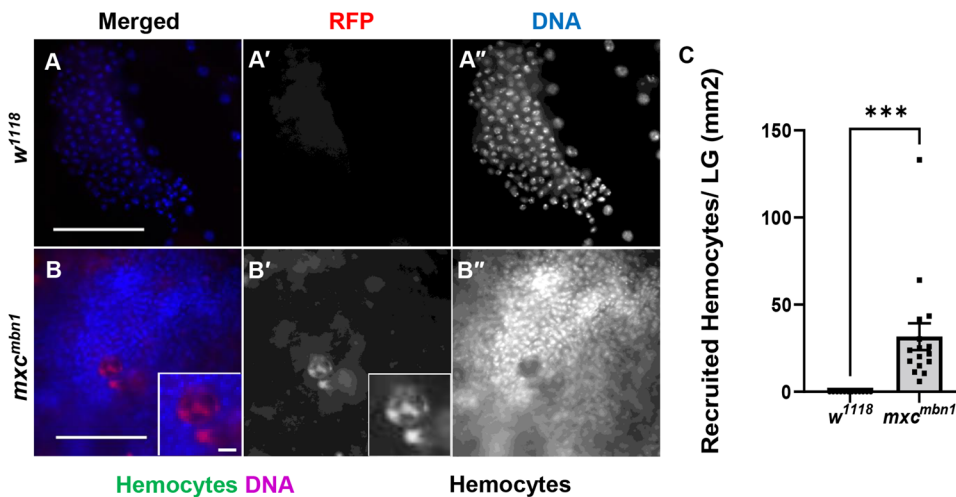 Merged RFP DNA
w1118
A A′ A″
mxcmbn1
B B′ B″
Hemocytes DNA Hemocytes
C
Recruited Hemocytes/ LG (mm2)
***
150
100
50
0
w1118 mxcmbn1